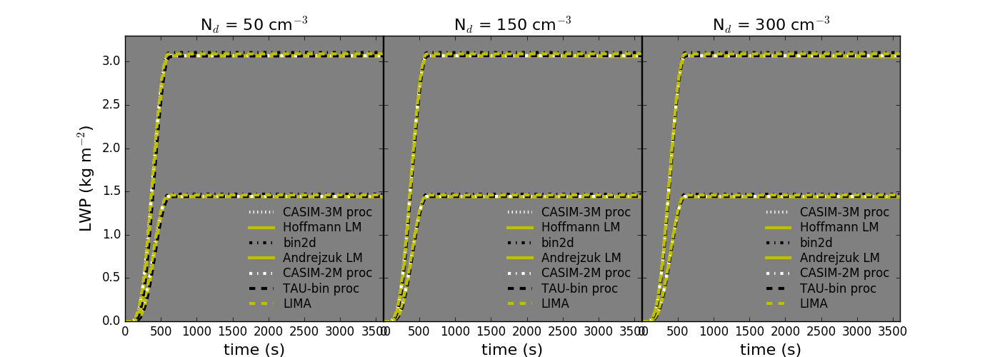 N_d = 50 cm⁻³
N_d = 150 cm⁻³
N_d = 300 cm⁻³
LWP (kg m⁻²)
3.0
2.5
2.0
1.5
1.0
0.5
0.0
CASIM-3M proc
Hoffmann LM
bin2d
Andrejzuk LM
CASIM-2M proc
TAU-bin proc
LIMA
CASIM-3M proc
Hoffmann LM
bin2d
Andrejzuk LM
CASIM-2M proc
TAU-bin proc
LIMA
CASIM-3M proc
Hoffmann LM
bin2d
Andrejzuk LM
CASIM-2M proc
TAU-bin proc
LIMA
0 500 1000 1500 2000 2500 3000 3500
0 500 1000 1500 2000 2500 3000 3500
0 500 1000 1500 2000 2500 3000 3500
time (s)
time (s)
time (s)